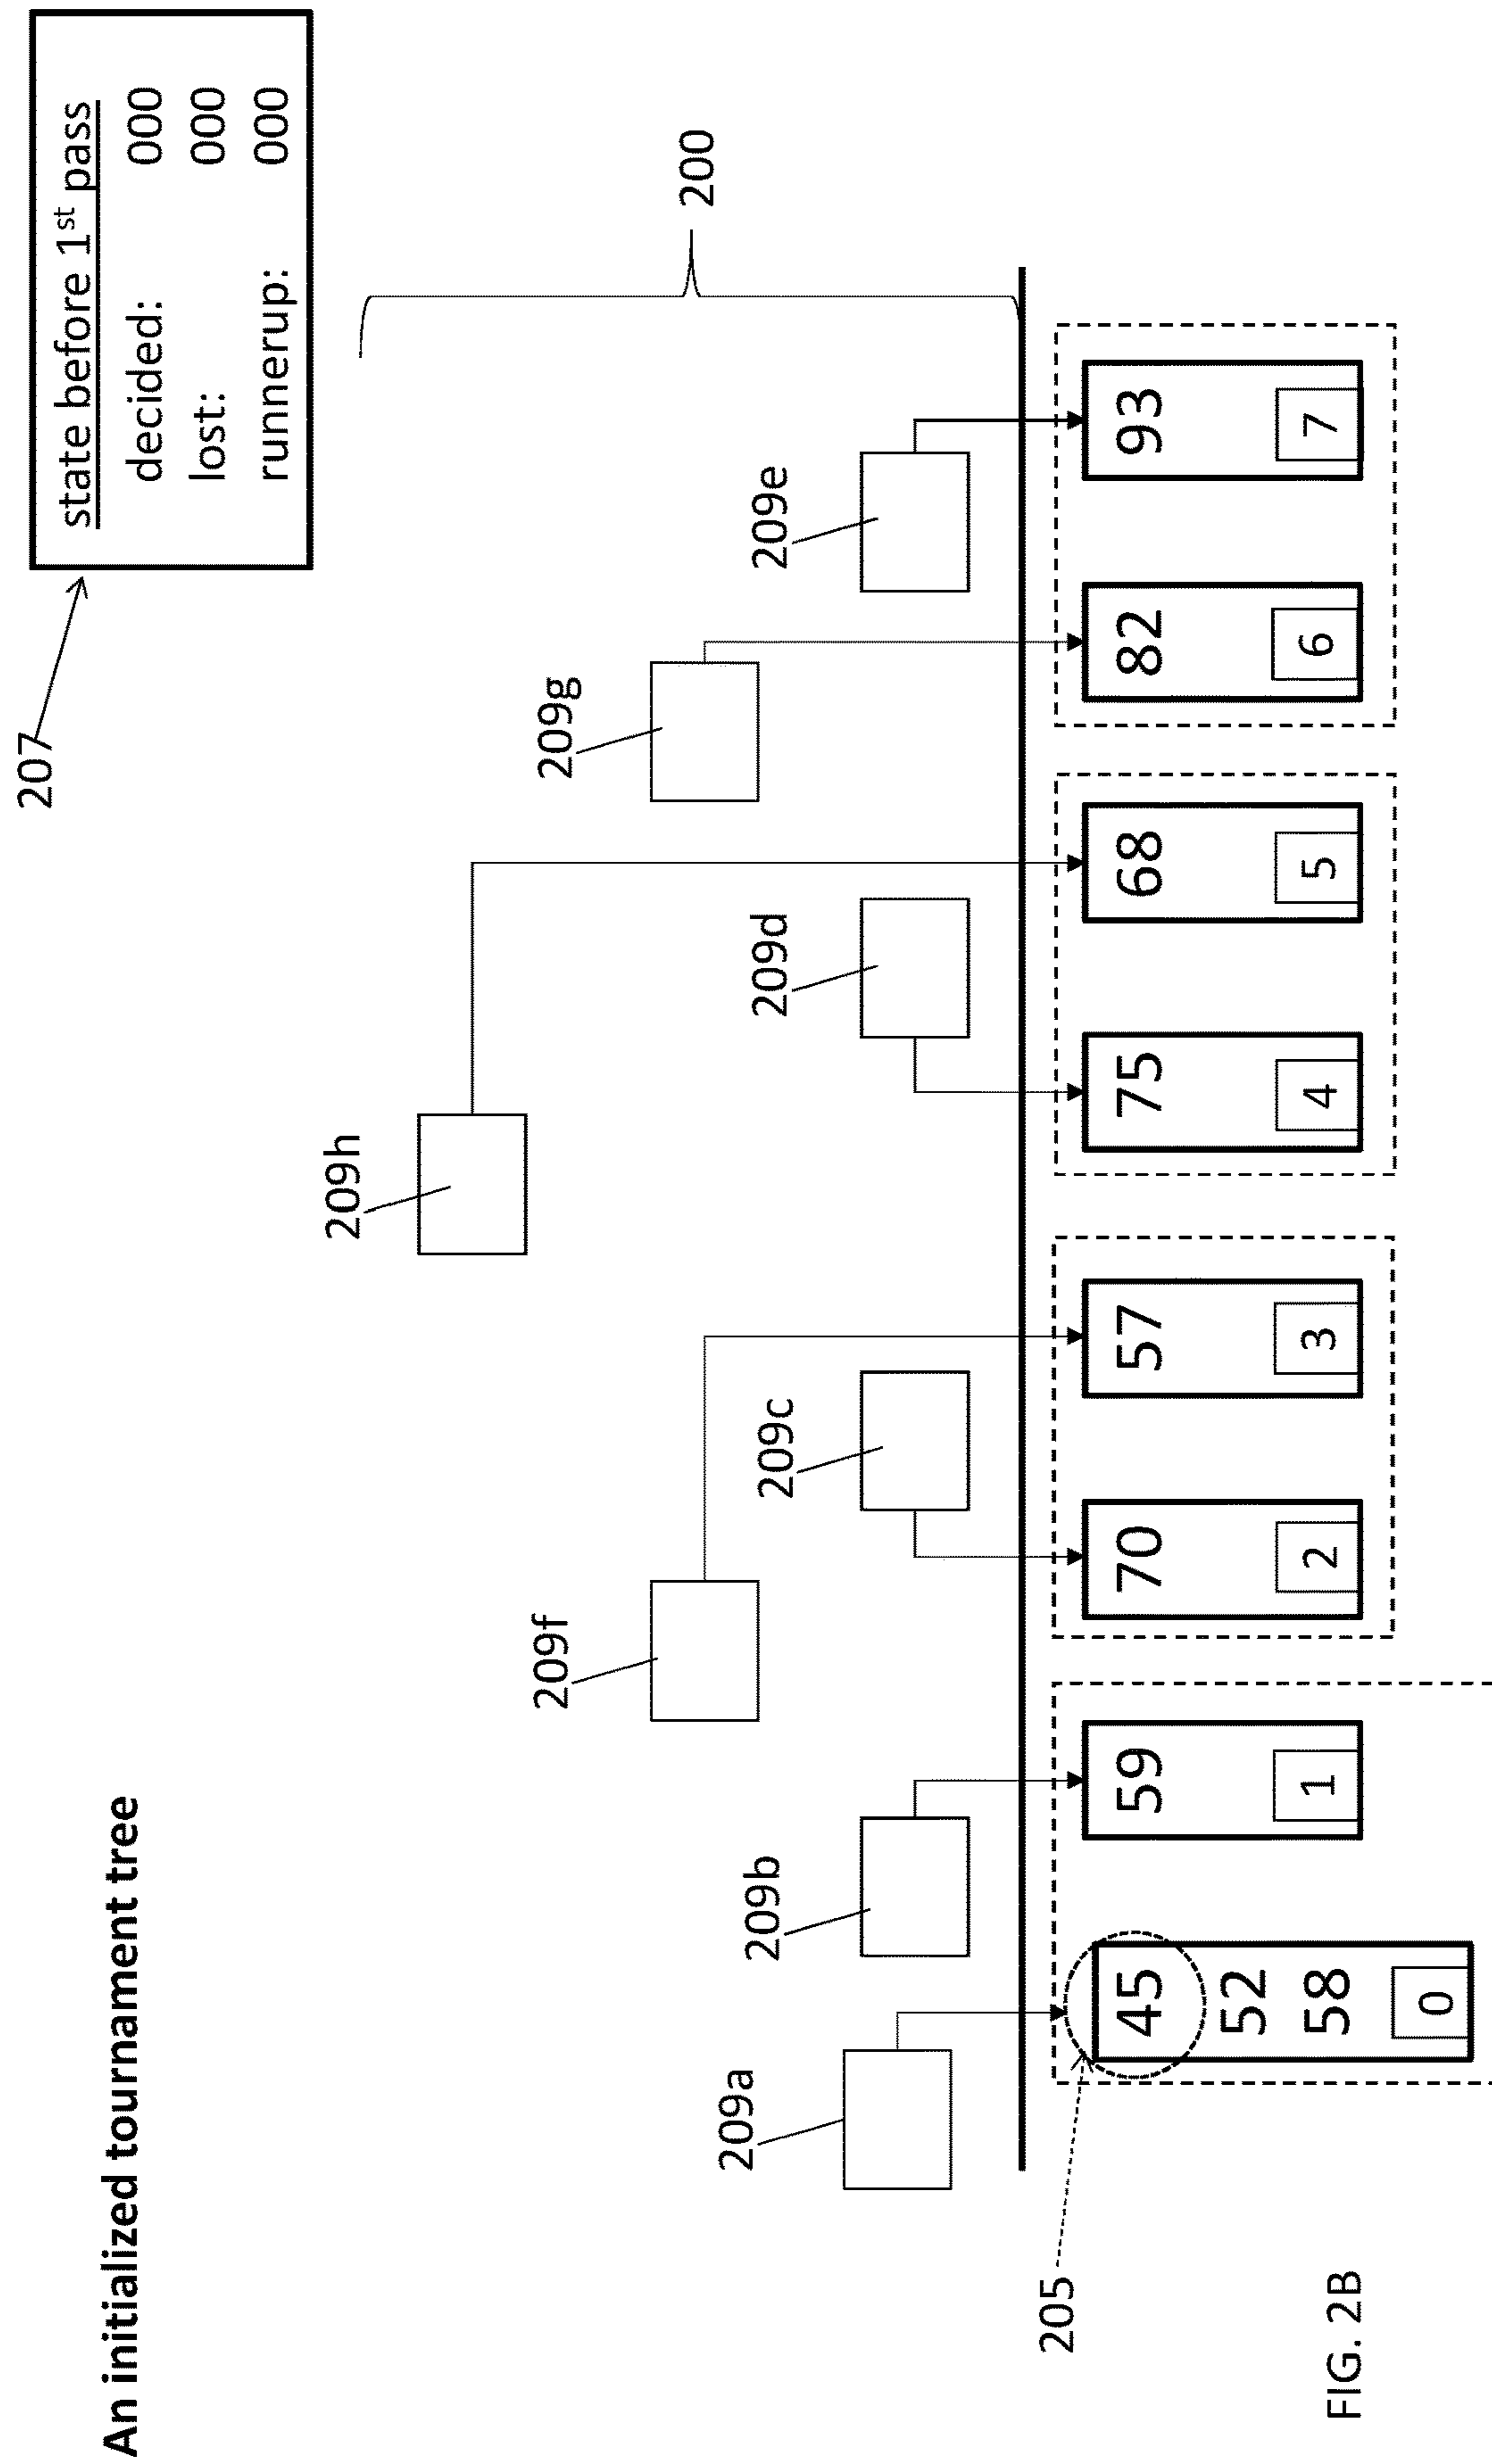 An initialized tournament tree
207
state before 1st pass
decided: 000
lost: 000
runnerup: 000
200
209h
209f
209g
209a
209b
209c
209d
209e
205
45
59
70
57
75
68
82
93
52
58
0
1
2
3
4
5
6
7
FIG. 2B